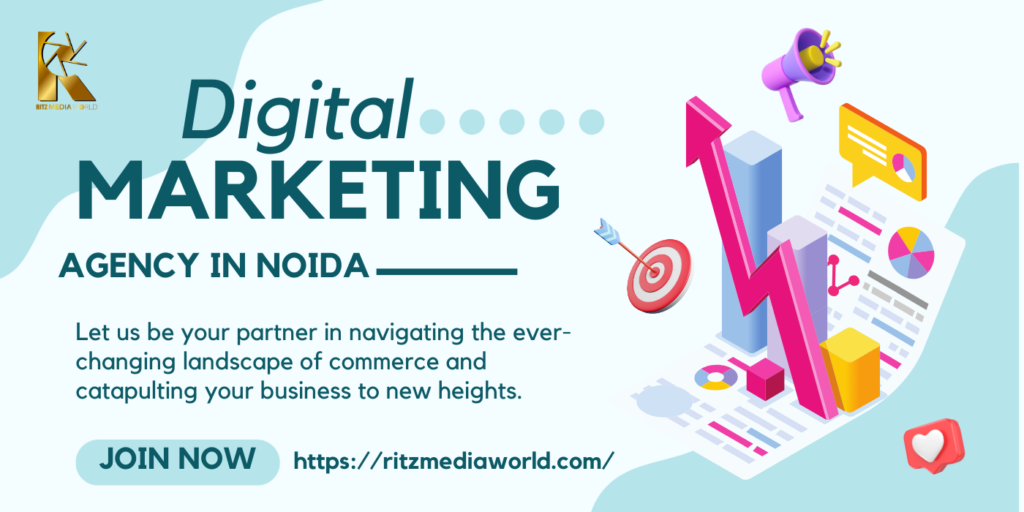 RITZ MEDIA WORLD
Digital
MARKETING
AGENCY IN NOIDA
Let us be your partner in navigating the ever-
changing landscape of commerce and
catapulting your business to new heights.
JOIN NOW
https://ritzmediaworld.com/